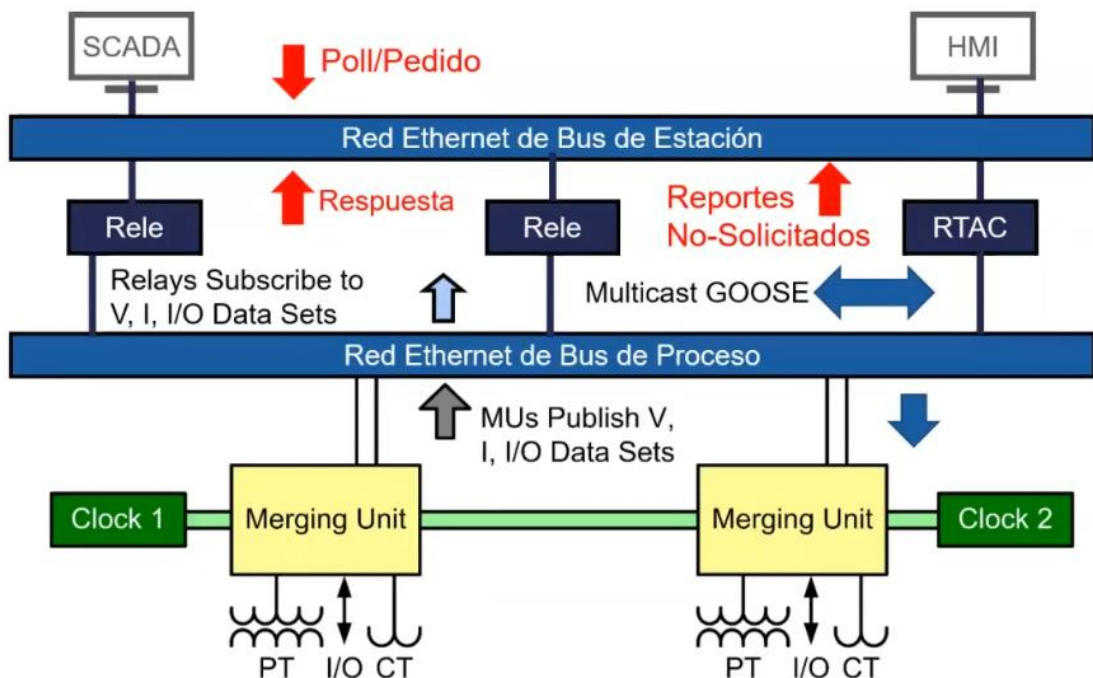 SCADA
Poll/Pedido
HMI
Red Ethernet de Bus de Estación
Rele
Respuesta
Rele
Reportes
No-Solicitados
RTAC
Relays Subscribe to
V, I, I/O Data Sets
Multicast GOOSE
Red Ethernet de Bus de Proceso
MUs Publish V,
I, I/O Data Sets
Clock 1
Merging Unit
Merging Unit
Clock 2
PT
I/O
CT
PT
I/O
CT